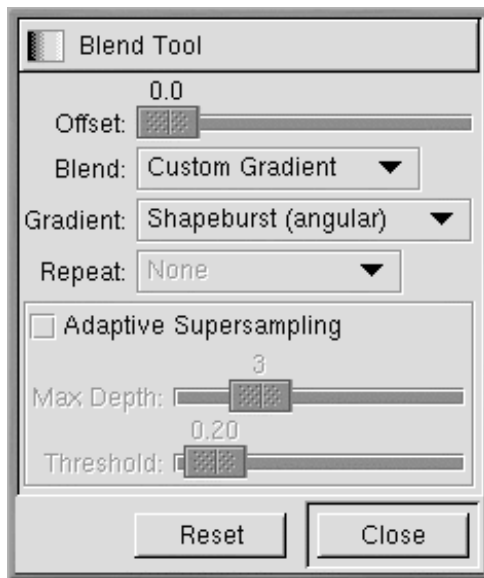 Blend Tool
0.0
Offset:
Blend: Custom Gradient
Gradient: Shapeburst (angular)
Repeat: None
Adaptive Supersampling
3
Max Depth:
0.20
Threshold:
Reset Close